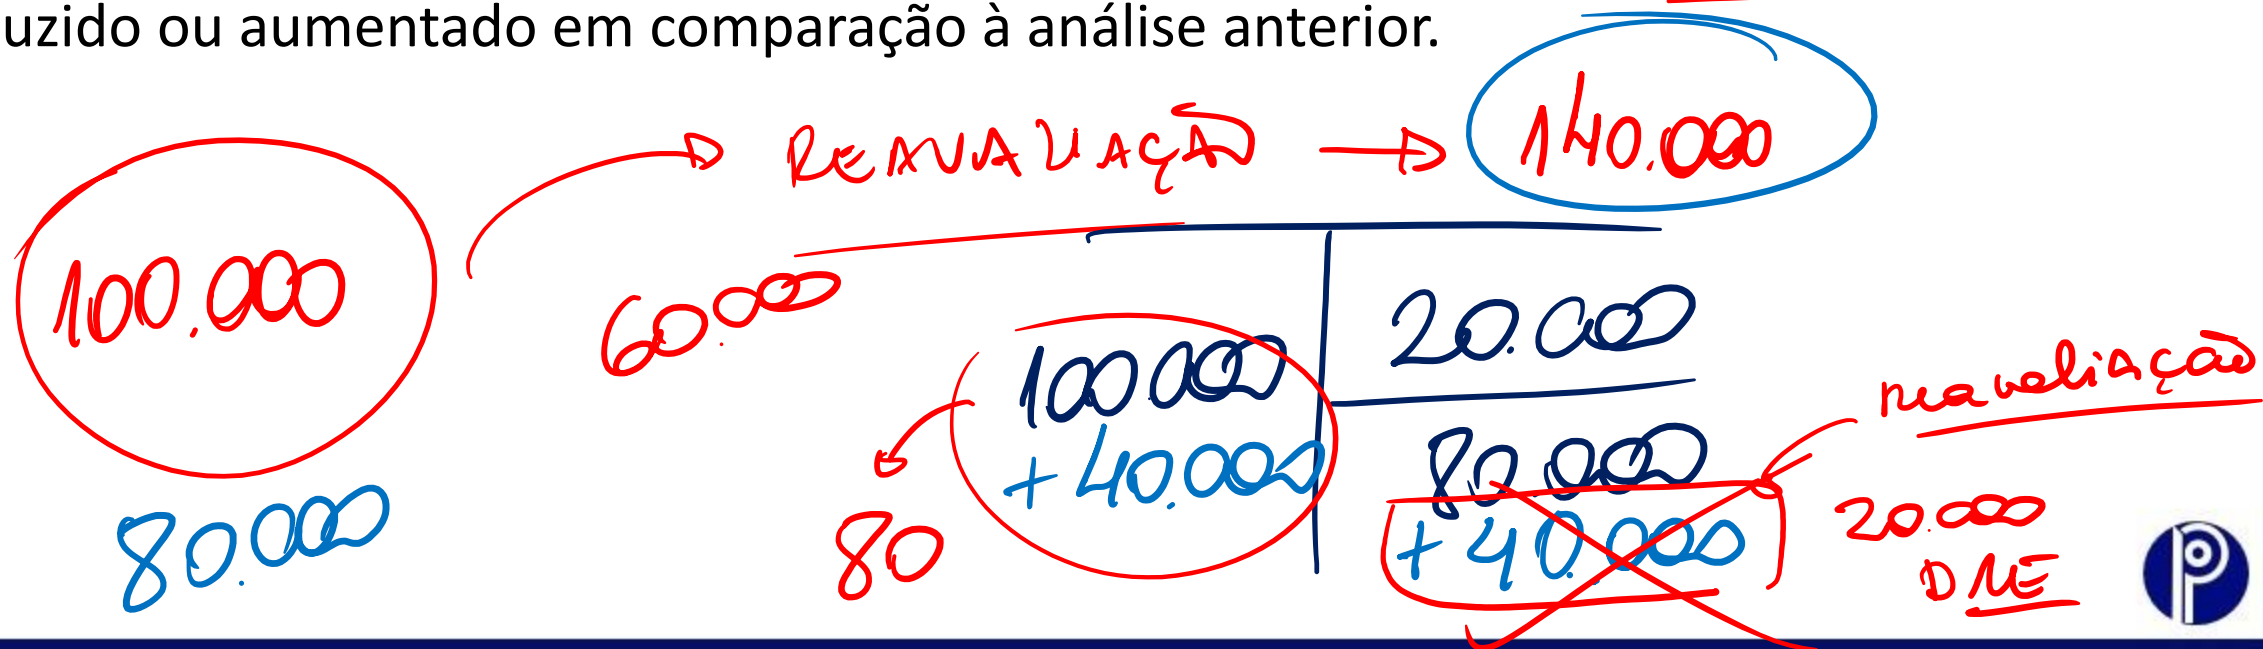 uzido ou aumentado em comparação à análise anterior.
REAVALIAÇÃO 140.000
100.000
60.000
100 000 20.000
+ 40.000 80.000
reavaliação
80.000
80
+ 40.000
20.000
DRE
P